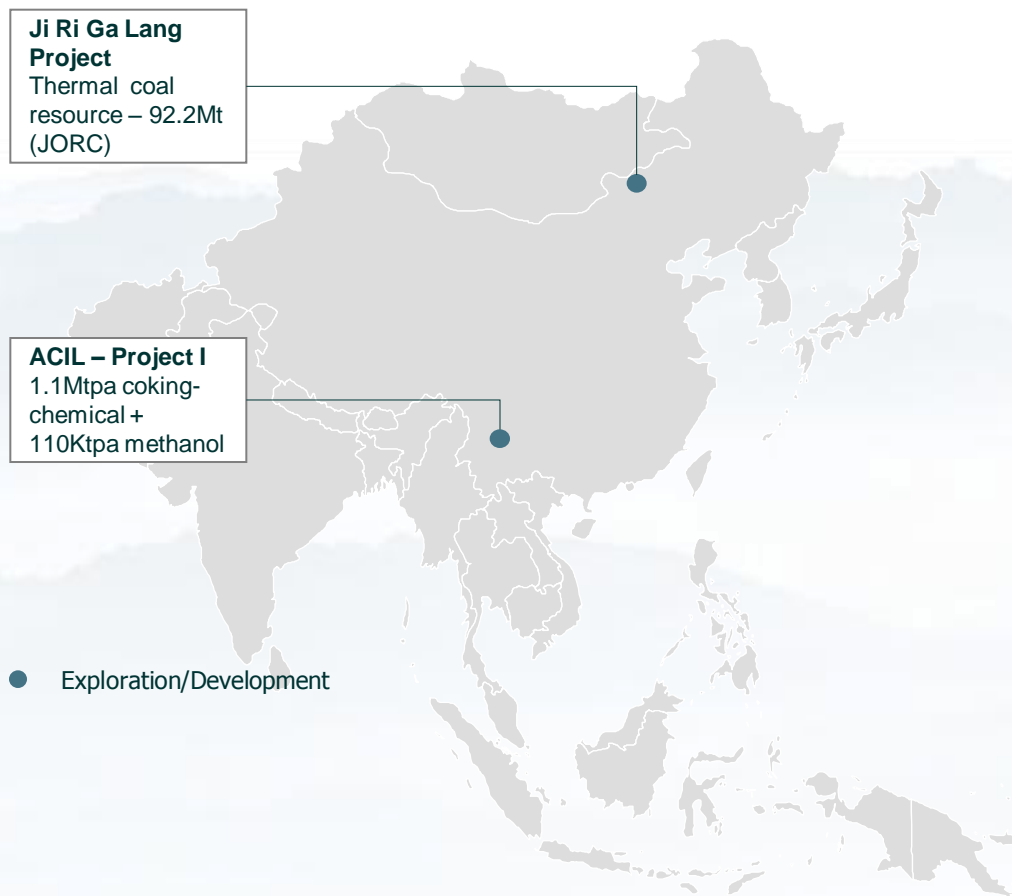 Ji Ri Ga Lang
Project
Thermal coal
resource – 92.2Mt
(JORC)
ACIL – Project I
1.1Mtpa coking-
chemical +
110Ktpa methanol
Exploration/Development